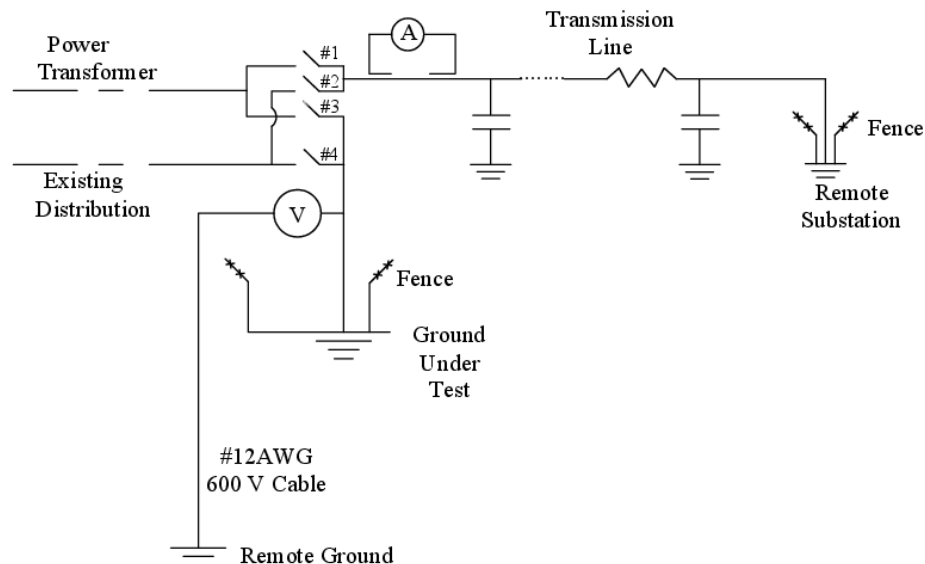 Power
Transformer
#1
#2
#3
#4
A
Transmission
Line
Fence
Remote
Substation
Existing
Distribution
V
Fence
Ground
Under
Test
#12AWG
600 V Cable
Remote Ground